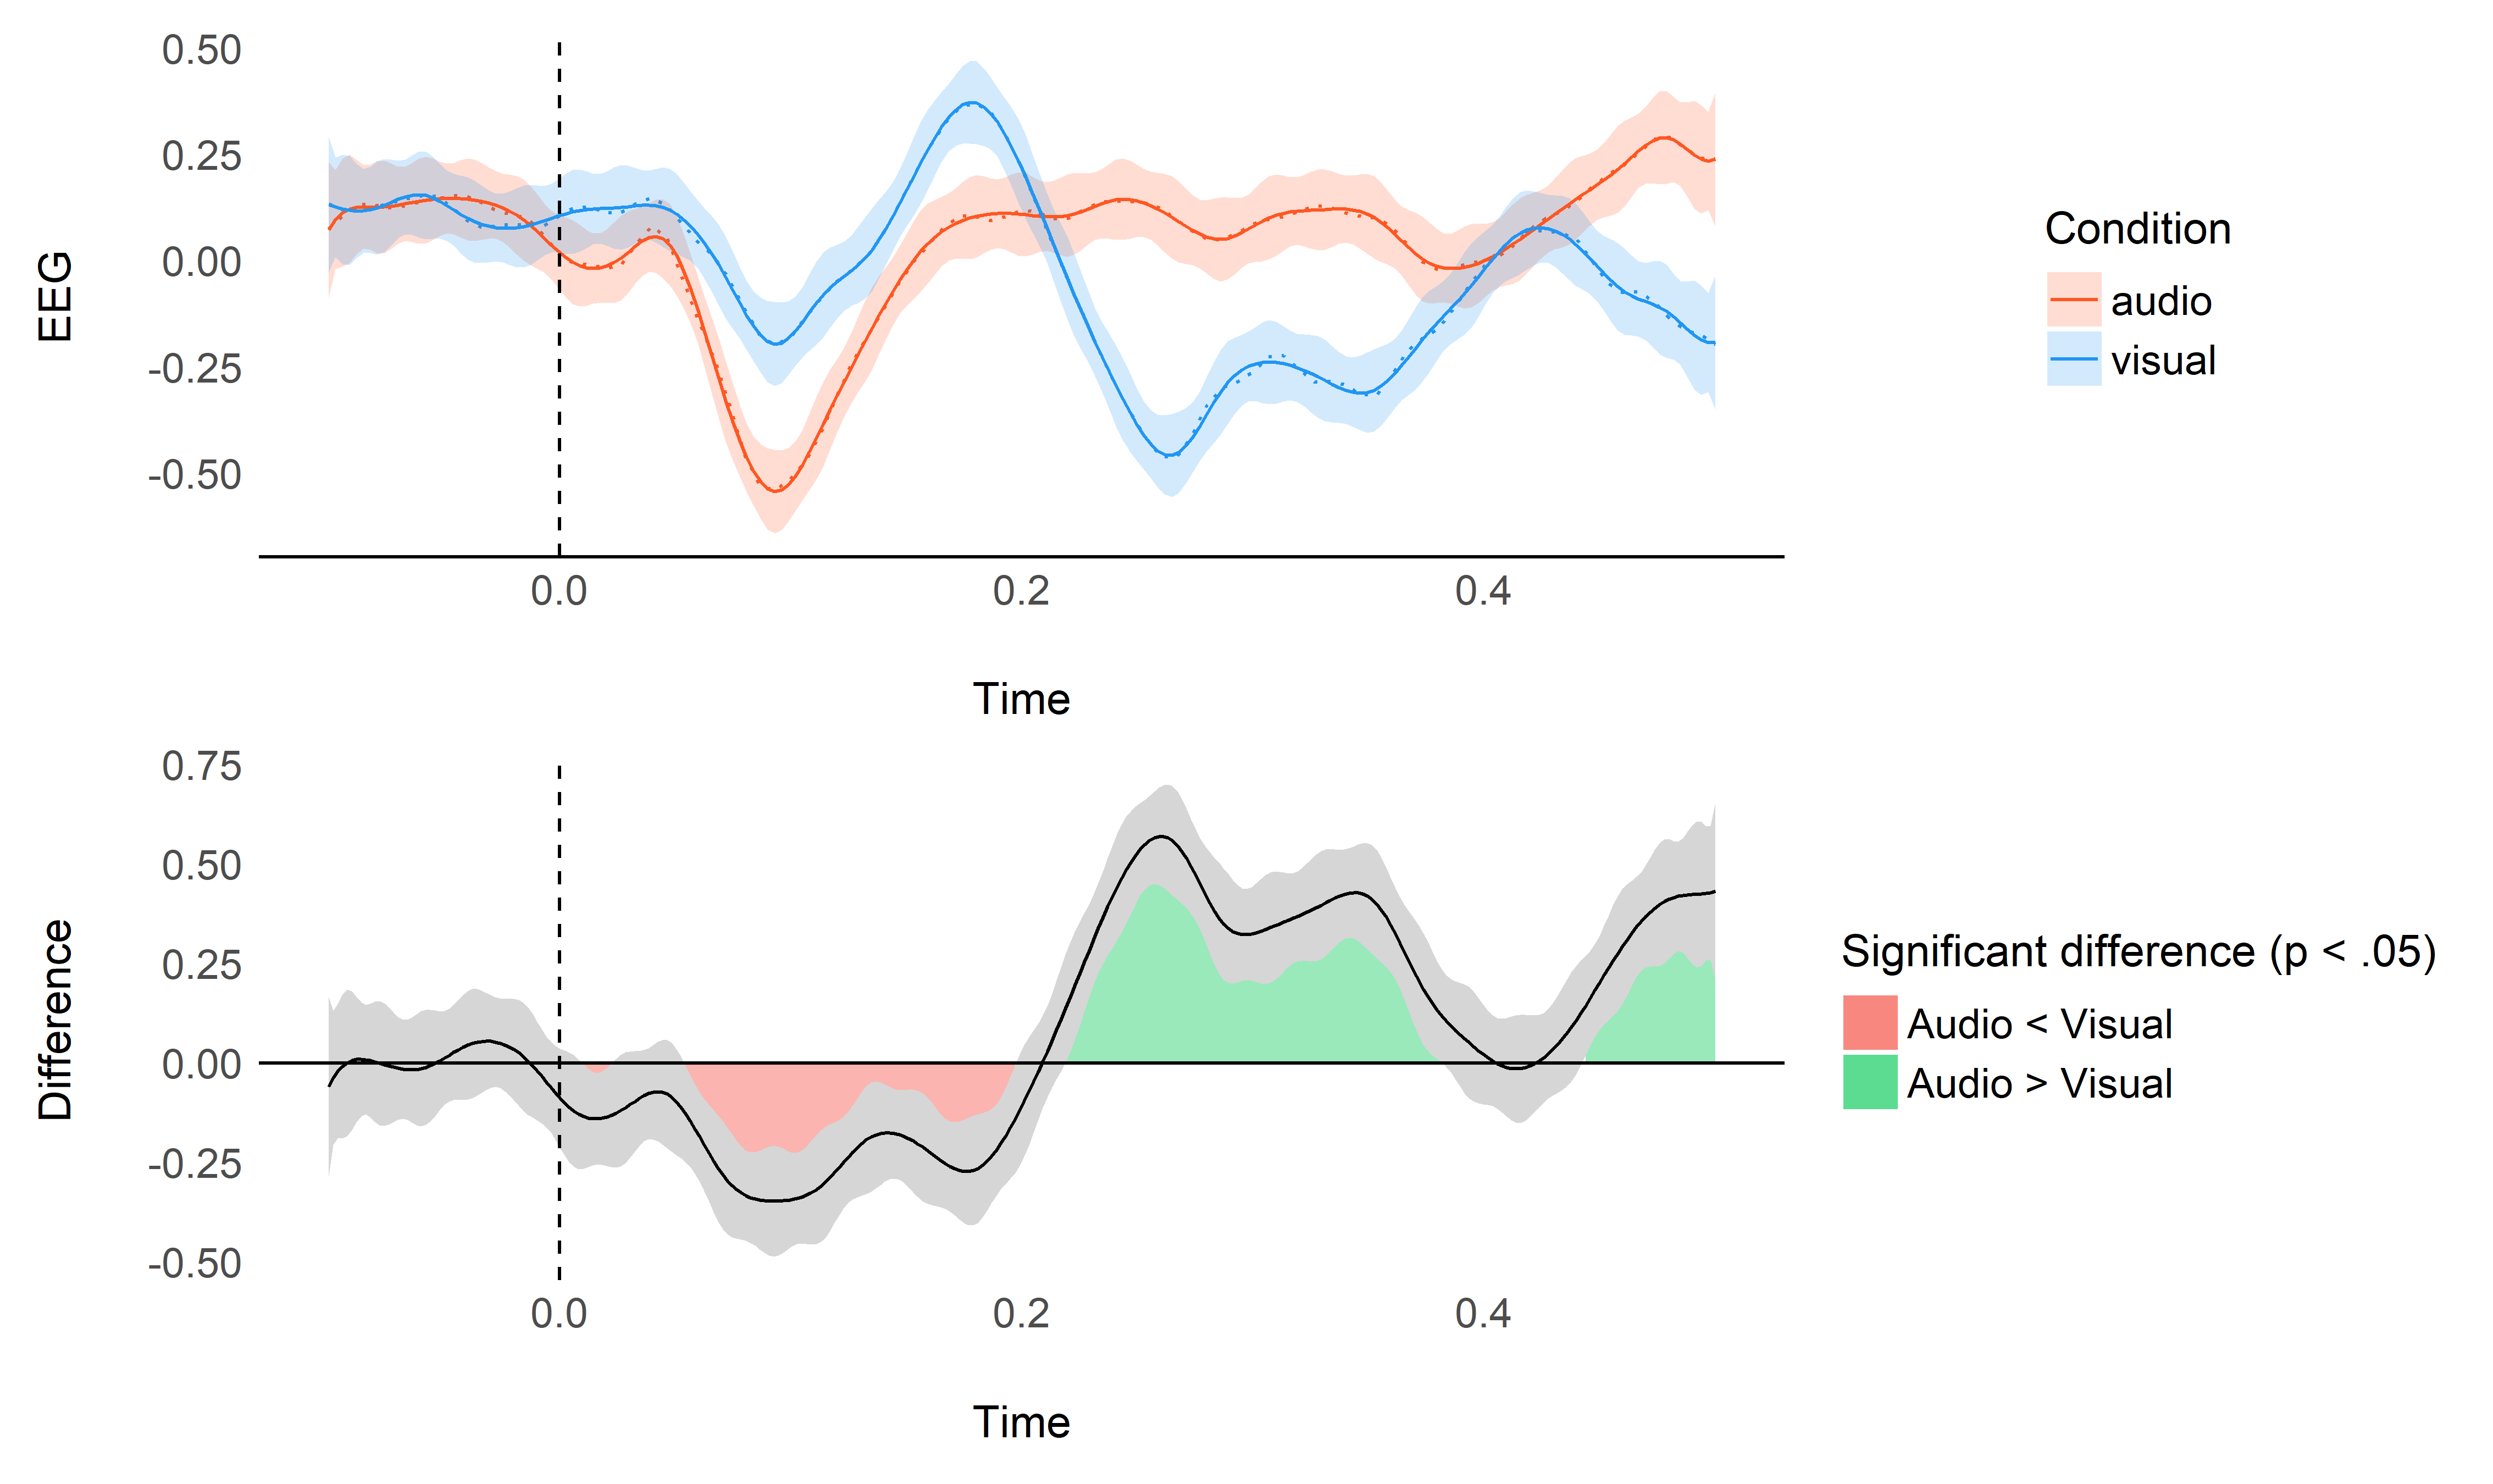 0.50
0.25
0.00
-0.25
-0.50
EEG
0.0 0.2 0.4
Time
Condition
audio
visual
0.75
0.50
0.25
0.00
-0.25
-0.50
Difference
0.0 0.2 0.4
Time
Significant difference (p < .05)
Audio < Visual
Audio > Visual